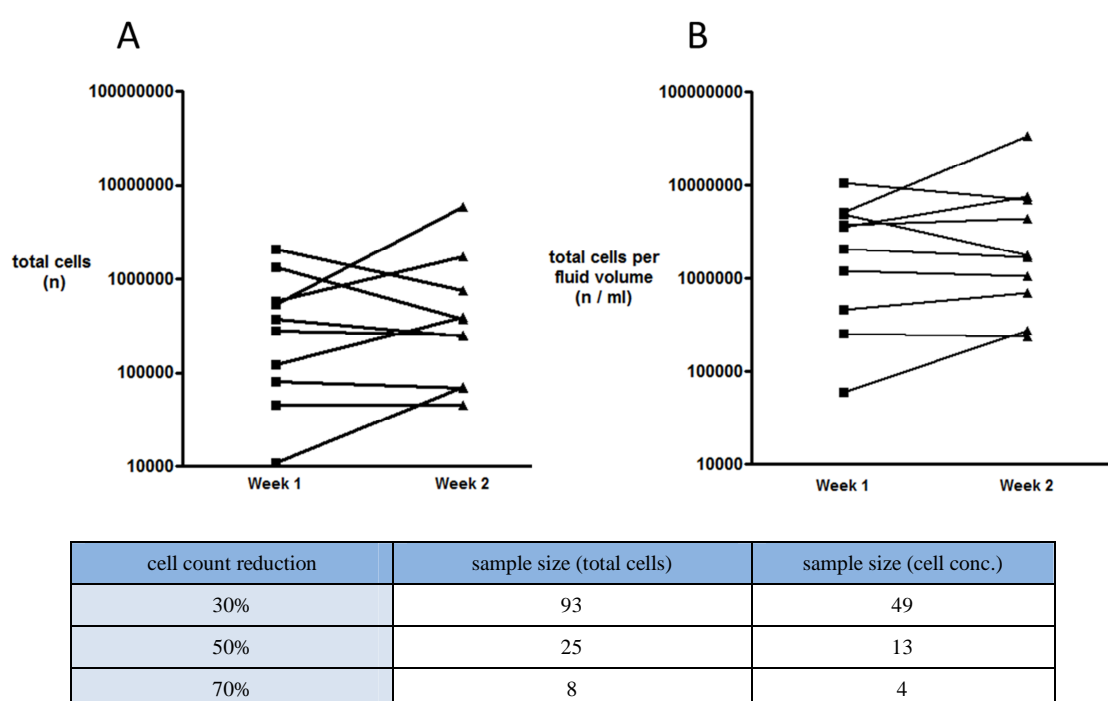 A
100000000
10000000
total cells
(n)
1000000
100000
10000
Week 1 Week 2
B
100000000
10000000
total cells per
fluid volume
(n / ml)
1000000
100000
10000
Week 1 Week 2
cell count reduction sample size (total cells) sample size (cell conc.)
30% 93 49
50% 25 13
70% 8 4